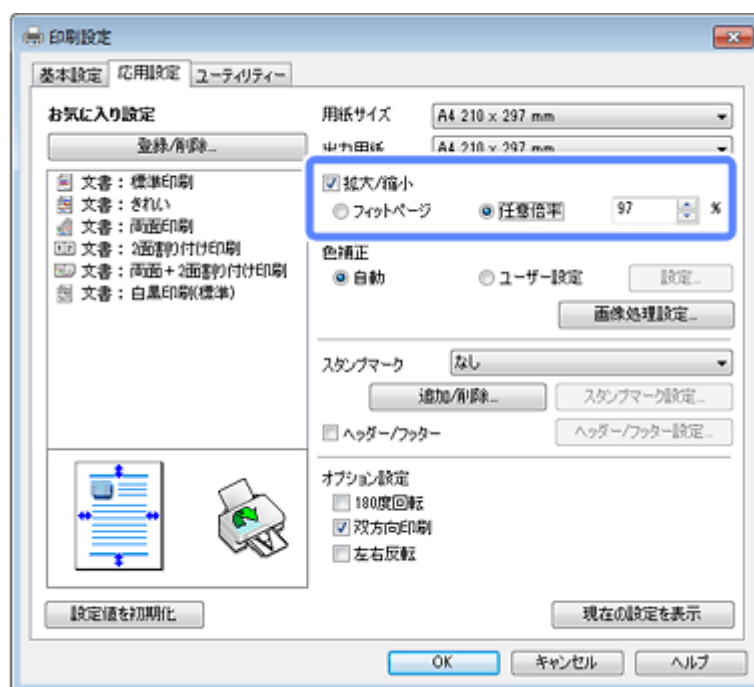 印刷設定
基本設定 応用設定 ユーティリティー
お気に入り設定
登録/削除...
文書：標準印刷
文書：きれい
文書：両面印刷
文書：2面割り付け印刷
文書：両面+2面割り付け印刷
文書：白黒印刷(標準)
設定値を初期化
用紙サイズ A4 210 x 297 mm
出力用紙 A4 210 x 297 mm
拡大/縮小
フィットページ 任意倍率 97 %
色補正
自動 ユーザー設定 設定...
画像処理設定...
スタンプマーク なし
追加/削除... スタンプマーク設定...
ヘッダー/フッター ヘッダー/フッター設定...
オプション設定
180度回転
双方向印刷
左右反転
現在の設定を表示
OK キャンセル ヘルプ